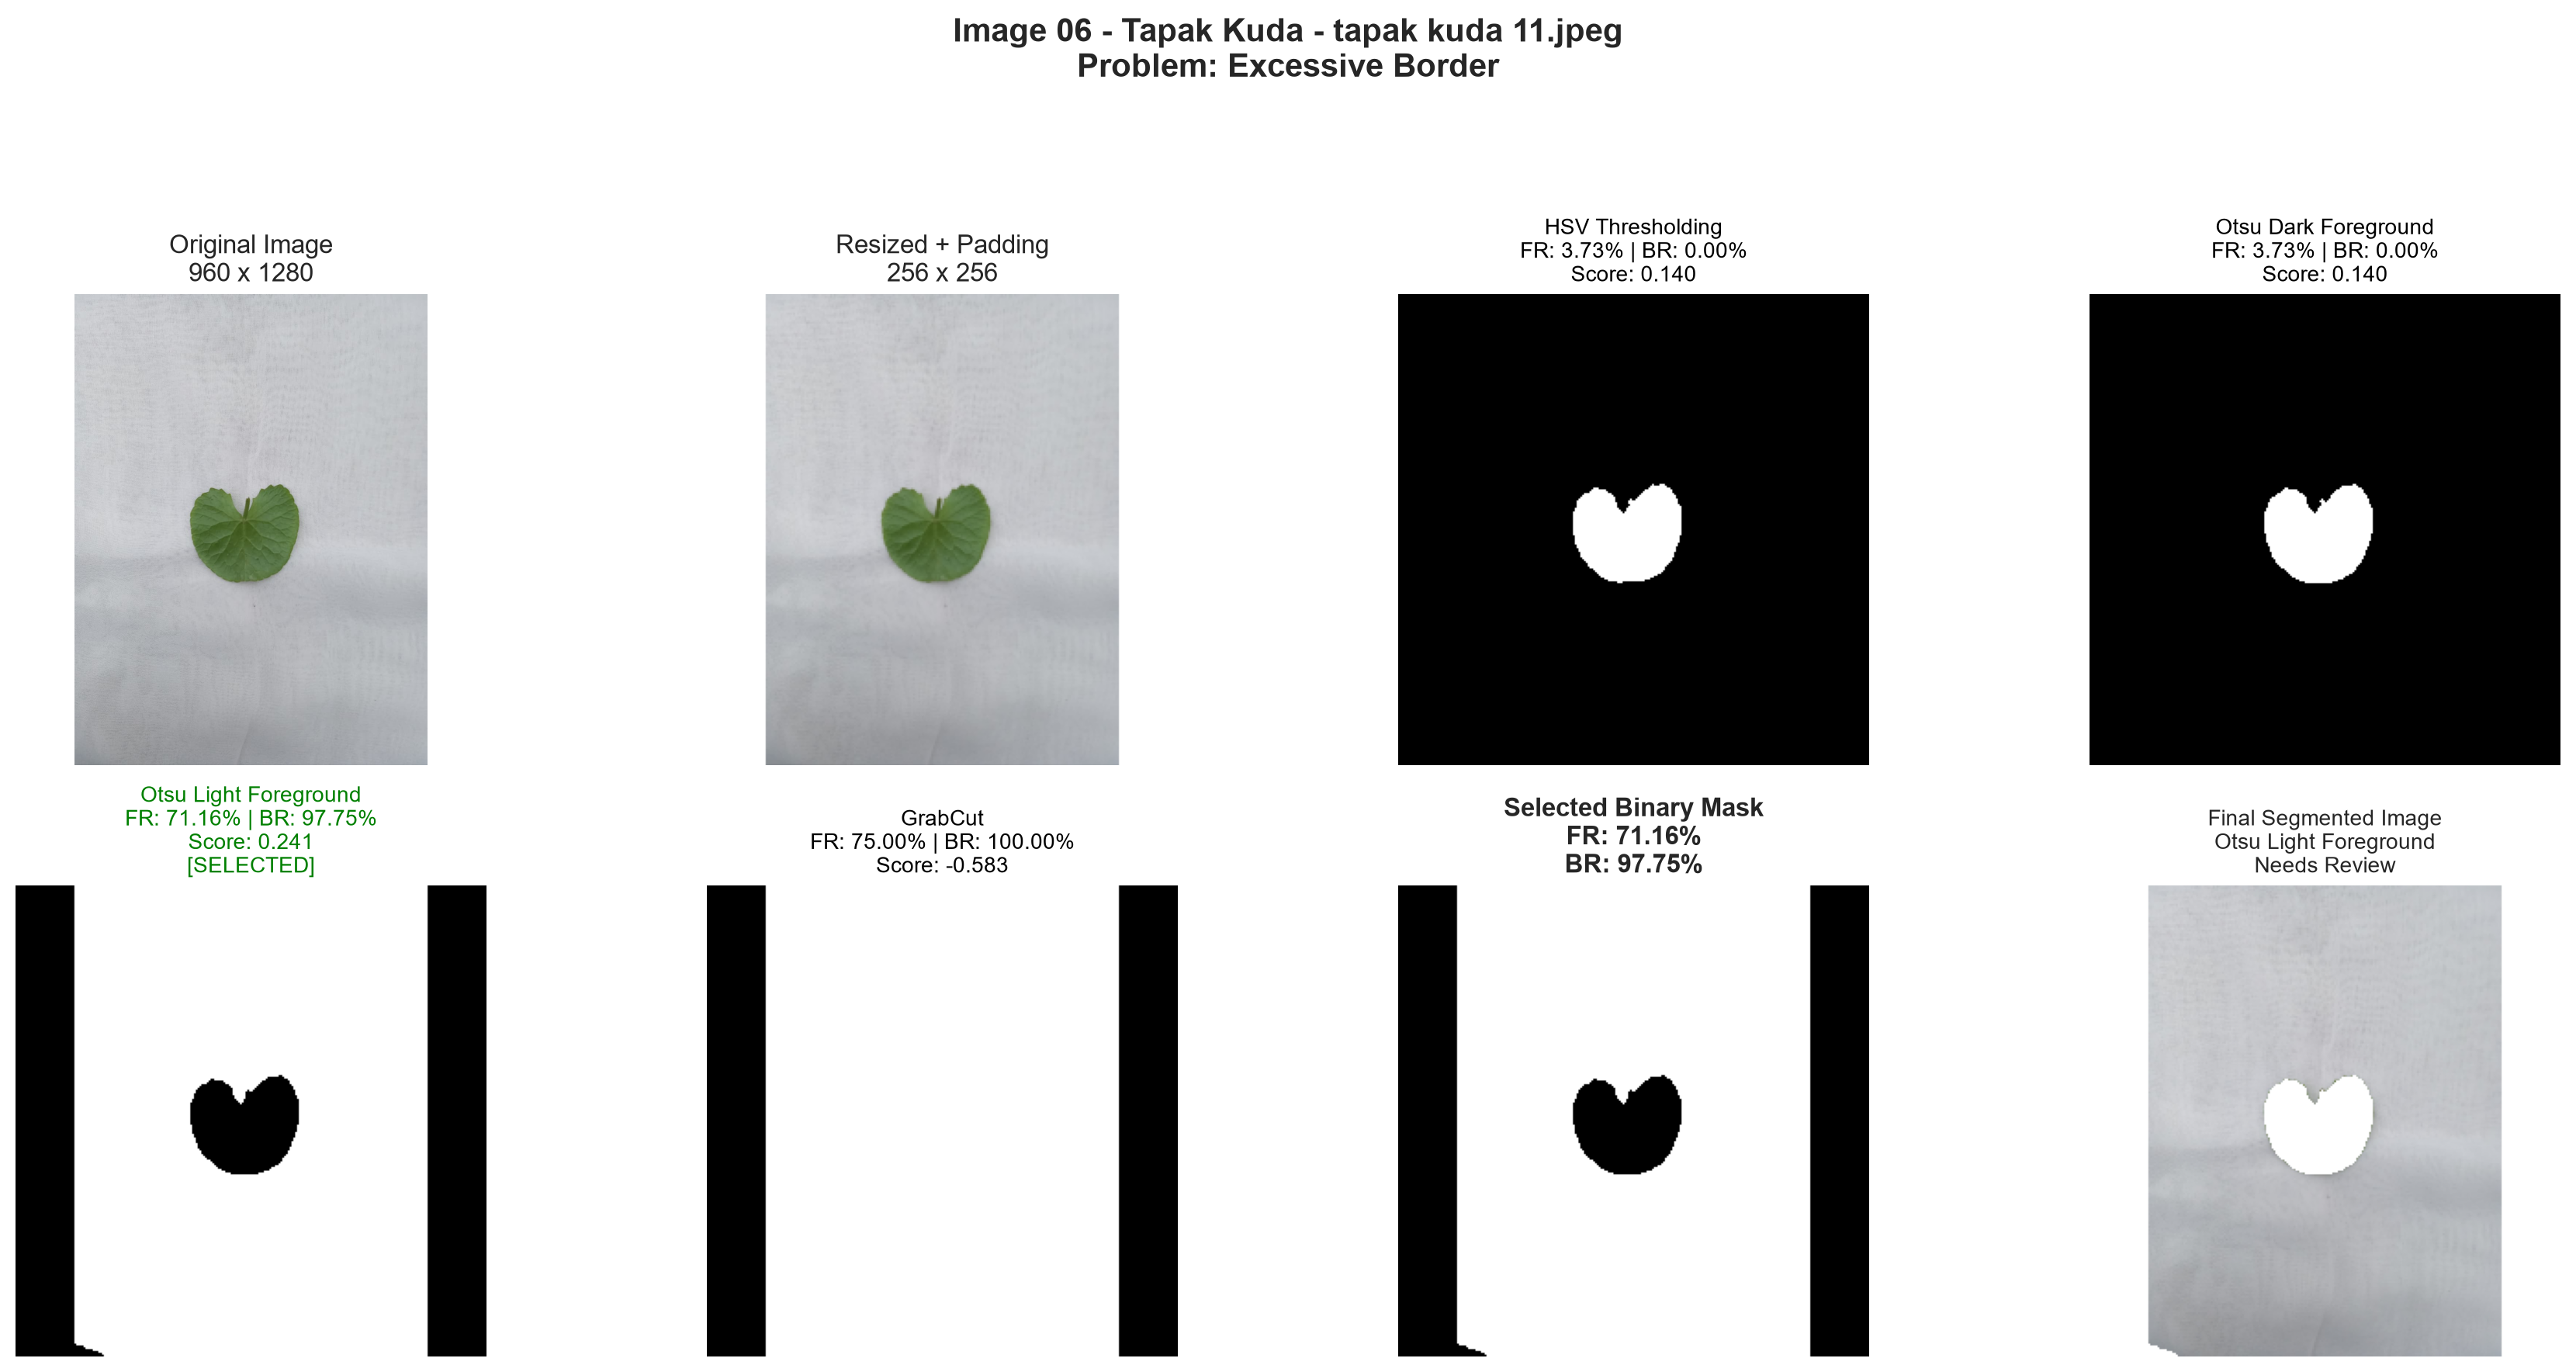 Image 06 - Tapak Kuda - tapak kuda 11.jpeg
Problem: Excessive Border
Original Image
960 x 1280
Resized + Padding
256 x 256
HSV Thresholding
FR: 3.73% | BR: 0.00%
Score: 0.140
Otsu Dark Foreground
FR: 3.73% | BR: 0.00%
Score: 0.140
Otsu Light Foreground
FR: 71.16% | BR: 97.75%
Score: 0.241
[SELECTED]
GrabCut
FR: 75.00% | BR: 100.00%
Score: -0.583
Selected Binary Mask
FR: 71.16%
BR: 97.75%
Final Segmented Image
Otsu Light Foreground
Needs Review